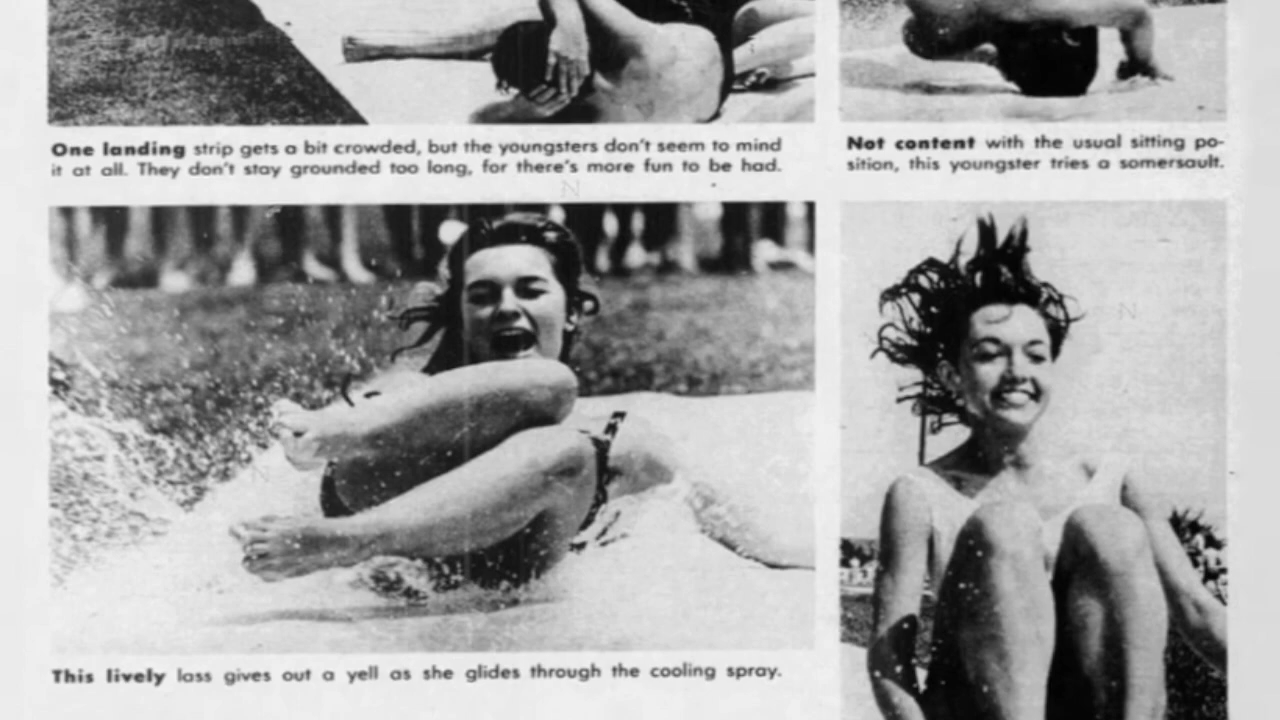 One landing strip gets a bit crowded, but the youngsters don't seem to mind
it at all. They don't stay grounded too long, for there's more fun to be had.
Not content with the usual sitting po-
sition, this youngster tries a somersault.
This lively lass gives out a yell as she glides through the cooling spray.